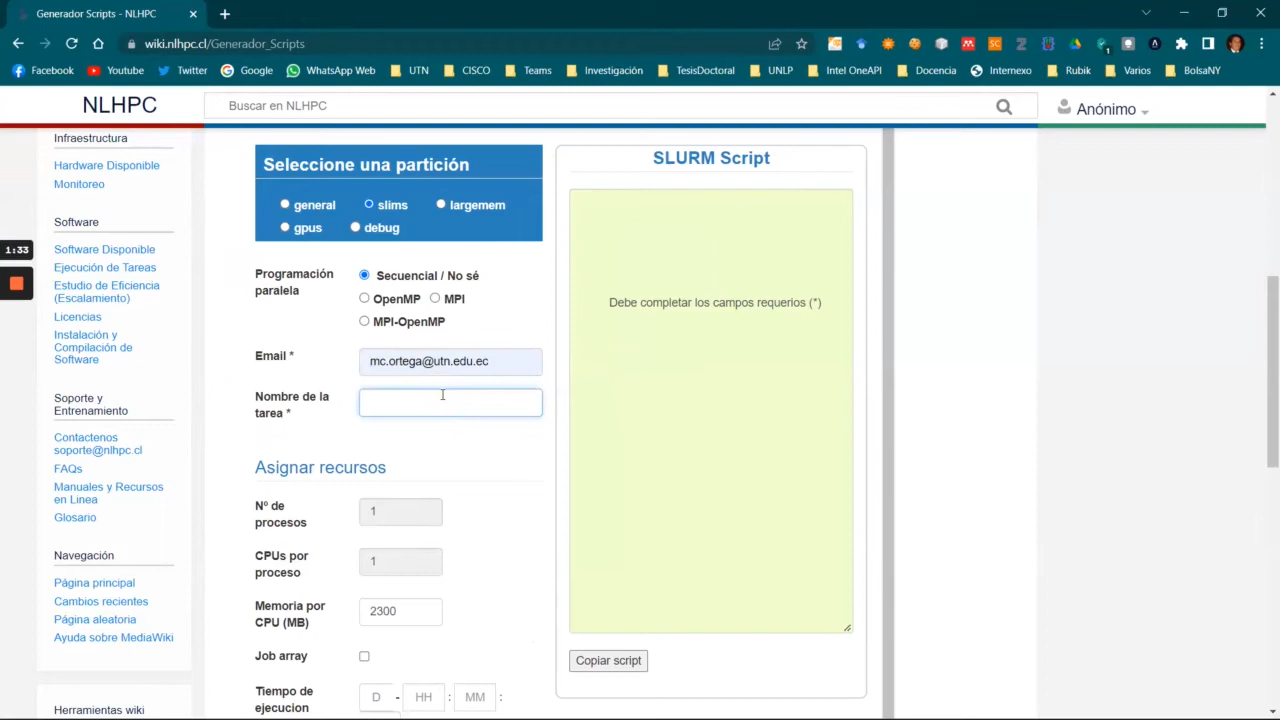 Generador Scripts - NLHPC
wiki.nlhpc.cl/Generador_Scripts
Facebook Youtube Twitter Google WhatsApp Web UTN CISCO Teams Investigación TesisDoctoral UNLP Intel OneAPI Docencia Internexo Rubik Varios BolsaNY
NLHPC
Buscar en NLHPC
Anónimo
Infraestructura
Hardware Disponible
Monitoreo
Software
Software Disponible
Ejecución de Tareas
Estudio de Eficiencia
(Escalamiento)
Licencias
Instalación y
Compilación de
Software
Soporte y
Entrenamiento
Contactenos
soporte@nlhpc.cl
FAQs
Manuales y Recursos
en Linea
Glosario
Navegación
Página principal
Cambios recientes
Página aleatoria
Ayuda sobre MediaWiki
Herramientas wiki
1:33
Seleccione una partición
general slims largemem
gpus debug
Programación
paralela
Secuencial / No sé
OpenMP MPI
MPI-OpenMP
Email *
mc.ortega@utn.edu.ec
Nombre de la
tarea *
Asignar recursos
Nº de
procesos
1
CPUs por
proceso
1
Memoria por
CPU (MB)
2300
Job array
Tiempo de
ejecucion
D - HH : MM :
SLURM Script
Debe completar los campos requerios (*)
Copiar script